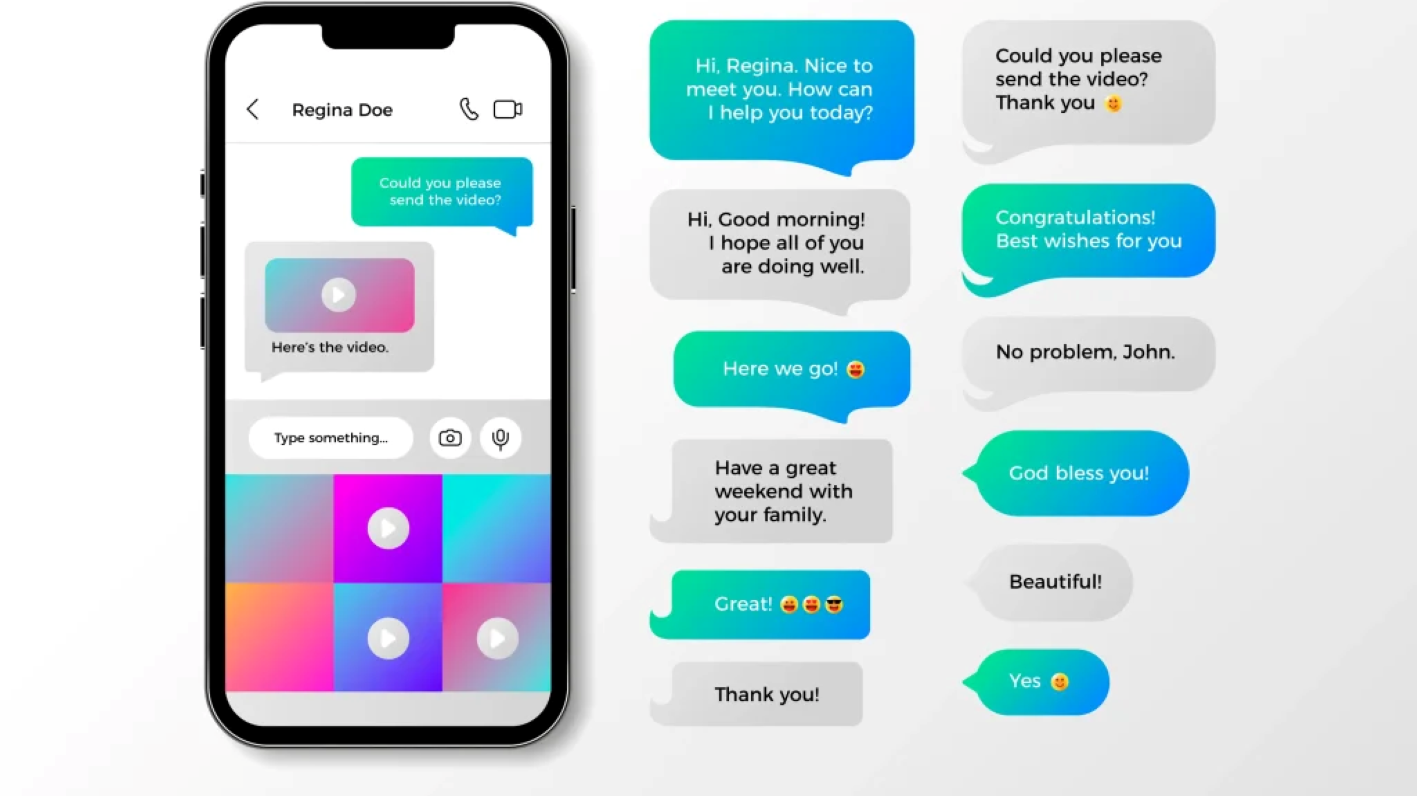 Regina Doe
Could you please
send the video?
Here's the video.
Type something...
Hi, Regina. Nice to
meet you. How can
I help you today?
Hi, Good morning!
I hope all of you
are doing well.
Here we go! 😍
Have a great
weekend with
your family.
Great! 😀😍😎
Thank you!
Could you please
send the video?
Thank you 😊
Congratulations!
Best wishes for you
No problem, John.
God bless you!
Beautiful!
Yes 😊